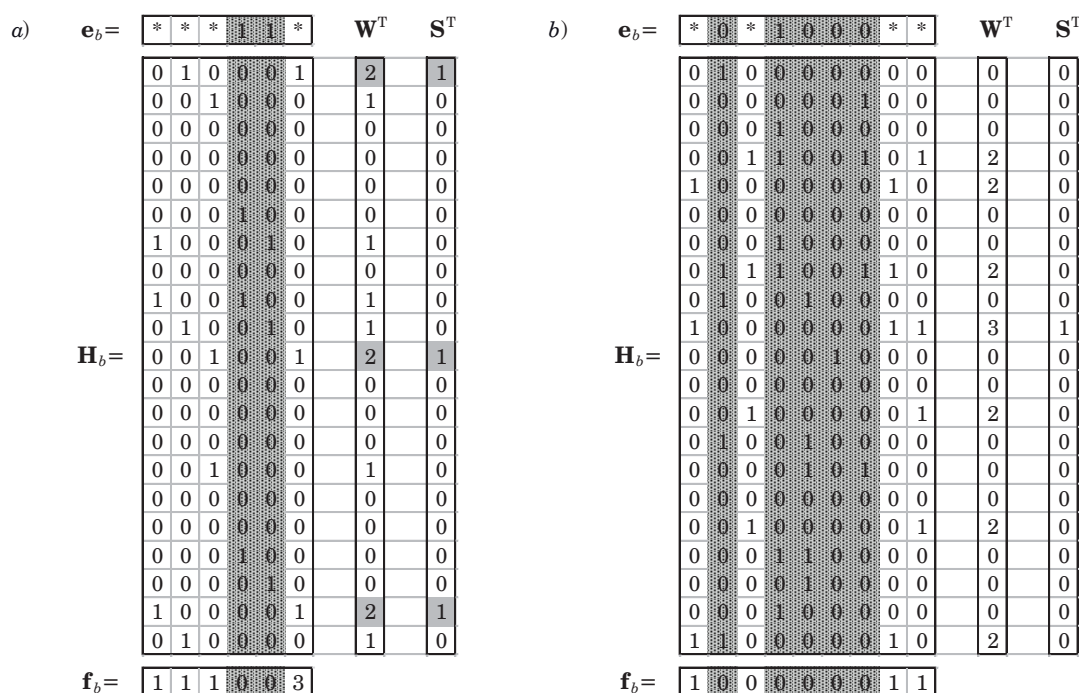 a) e_b= * * * 1 1 * W^T S^T
0 1 0 0 0 1 2 1
0 0 1 0 0 0 1 0
0 0 0 0 0 0 0 0
0 0 0 0 0 0 0 0
0 0 0 0 0 0 0 0
0 0 0 1 0 0 0 0
1 0 0 0 1 0 1 0
0 0 0 0 0 0 0 0
1 0 0 1 0 0 1 0
0 1 0 0 1 0 1 0
H_b= 0 0 1 0 0 1 2 1
0 0 0 0 0 0 0 0
0 0 0 0 0 0 0 0
0 0 0 0 0 0 0 0
0 0 1 0 0 0 1 0
0 0 0 0 0 0 0 0
0 0 0 0 0 0 0 0
0 0 0 1 0 0 0 0
0 0 0 0 1 0 0 0
1 0 0 0 0 1 2 1
0 1 0 0 0 0 1 0
f_b= 1 1 1 0 0 3
b) e_b= * 0 * 1 0 0 0 * * W^T S^T
0 1 0 0 0 0 0 0 0 0 0
0 0 0 0 0 0 1 0 0 0 0
0 0 0 1 0 0 0 0 0 0 0
0 0 1 1 0 0 1 0 1 2 0
1 0 0 0 0 0 0 1 0 2 0
0 0 0 0 0 0 0 0 0 0 0
0 0 0 1 0 0 0 0 0 0 0
0 1 1 1 0 0 1 1 0 2 0
0 1 0 0 1 0 0 0 0 0 0
1 0 0 0 0 0 0 1 1 3 1
H_b= 0 0 0 0 0 1 0 0 0 0 0
0 0 0 0 0 0 0 0 0 0 0
0 0 1 0 0 0 0 0 1 2 0
0 1 0 0 1 0 0 0 0 0 0
0 0 0 0 1 0 1 0 0 0 0
0 0 0 0 0 0 0 0 0 0 0
0 0 1 0 0 0 0 0 1 2 0
0 0 0 1 1 0 0 0 0 0 0
0 0 0 0 1 0 0 0 0 0 0
0 0 0 1 0 0 0 0 0 0 0
1 1 0 0 0 0 0 1 0 2 0
f_b= 1 0 0 0 0 0 0 1 1